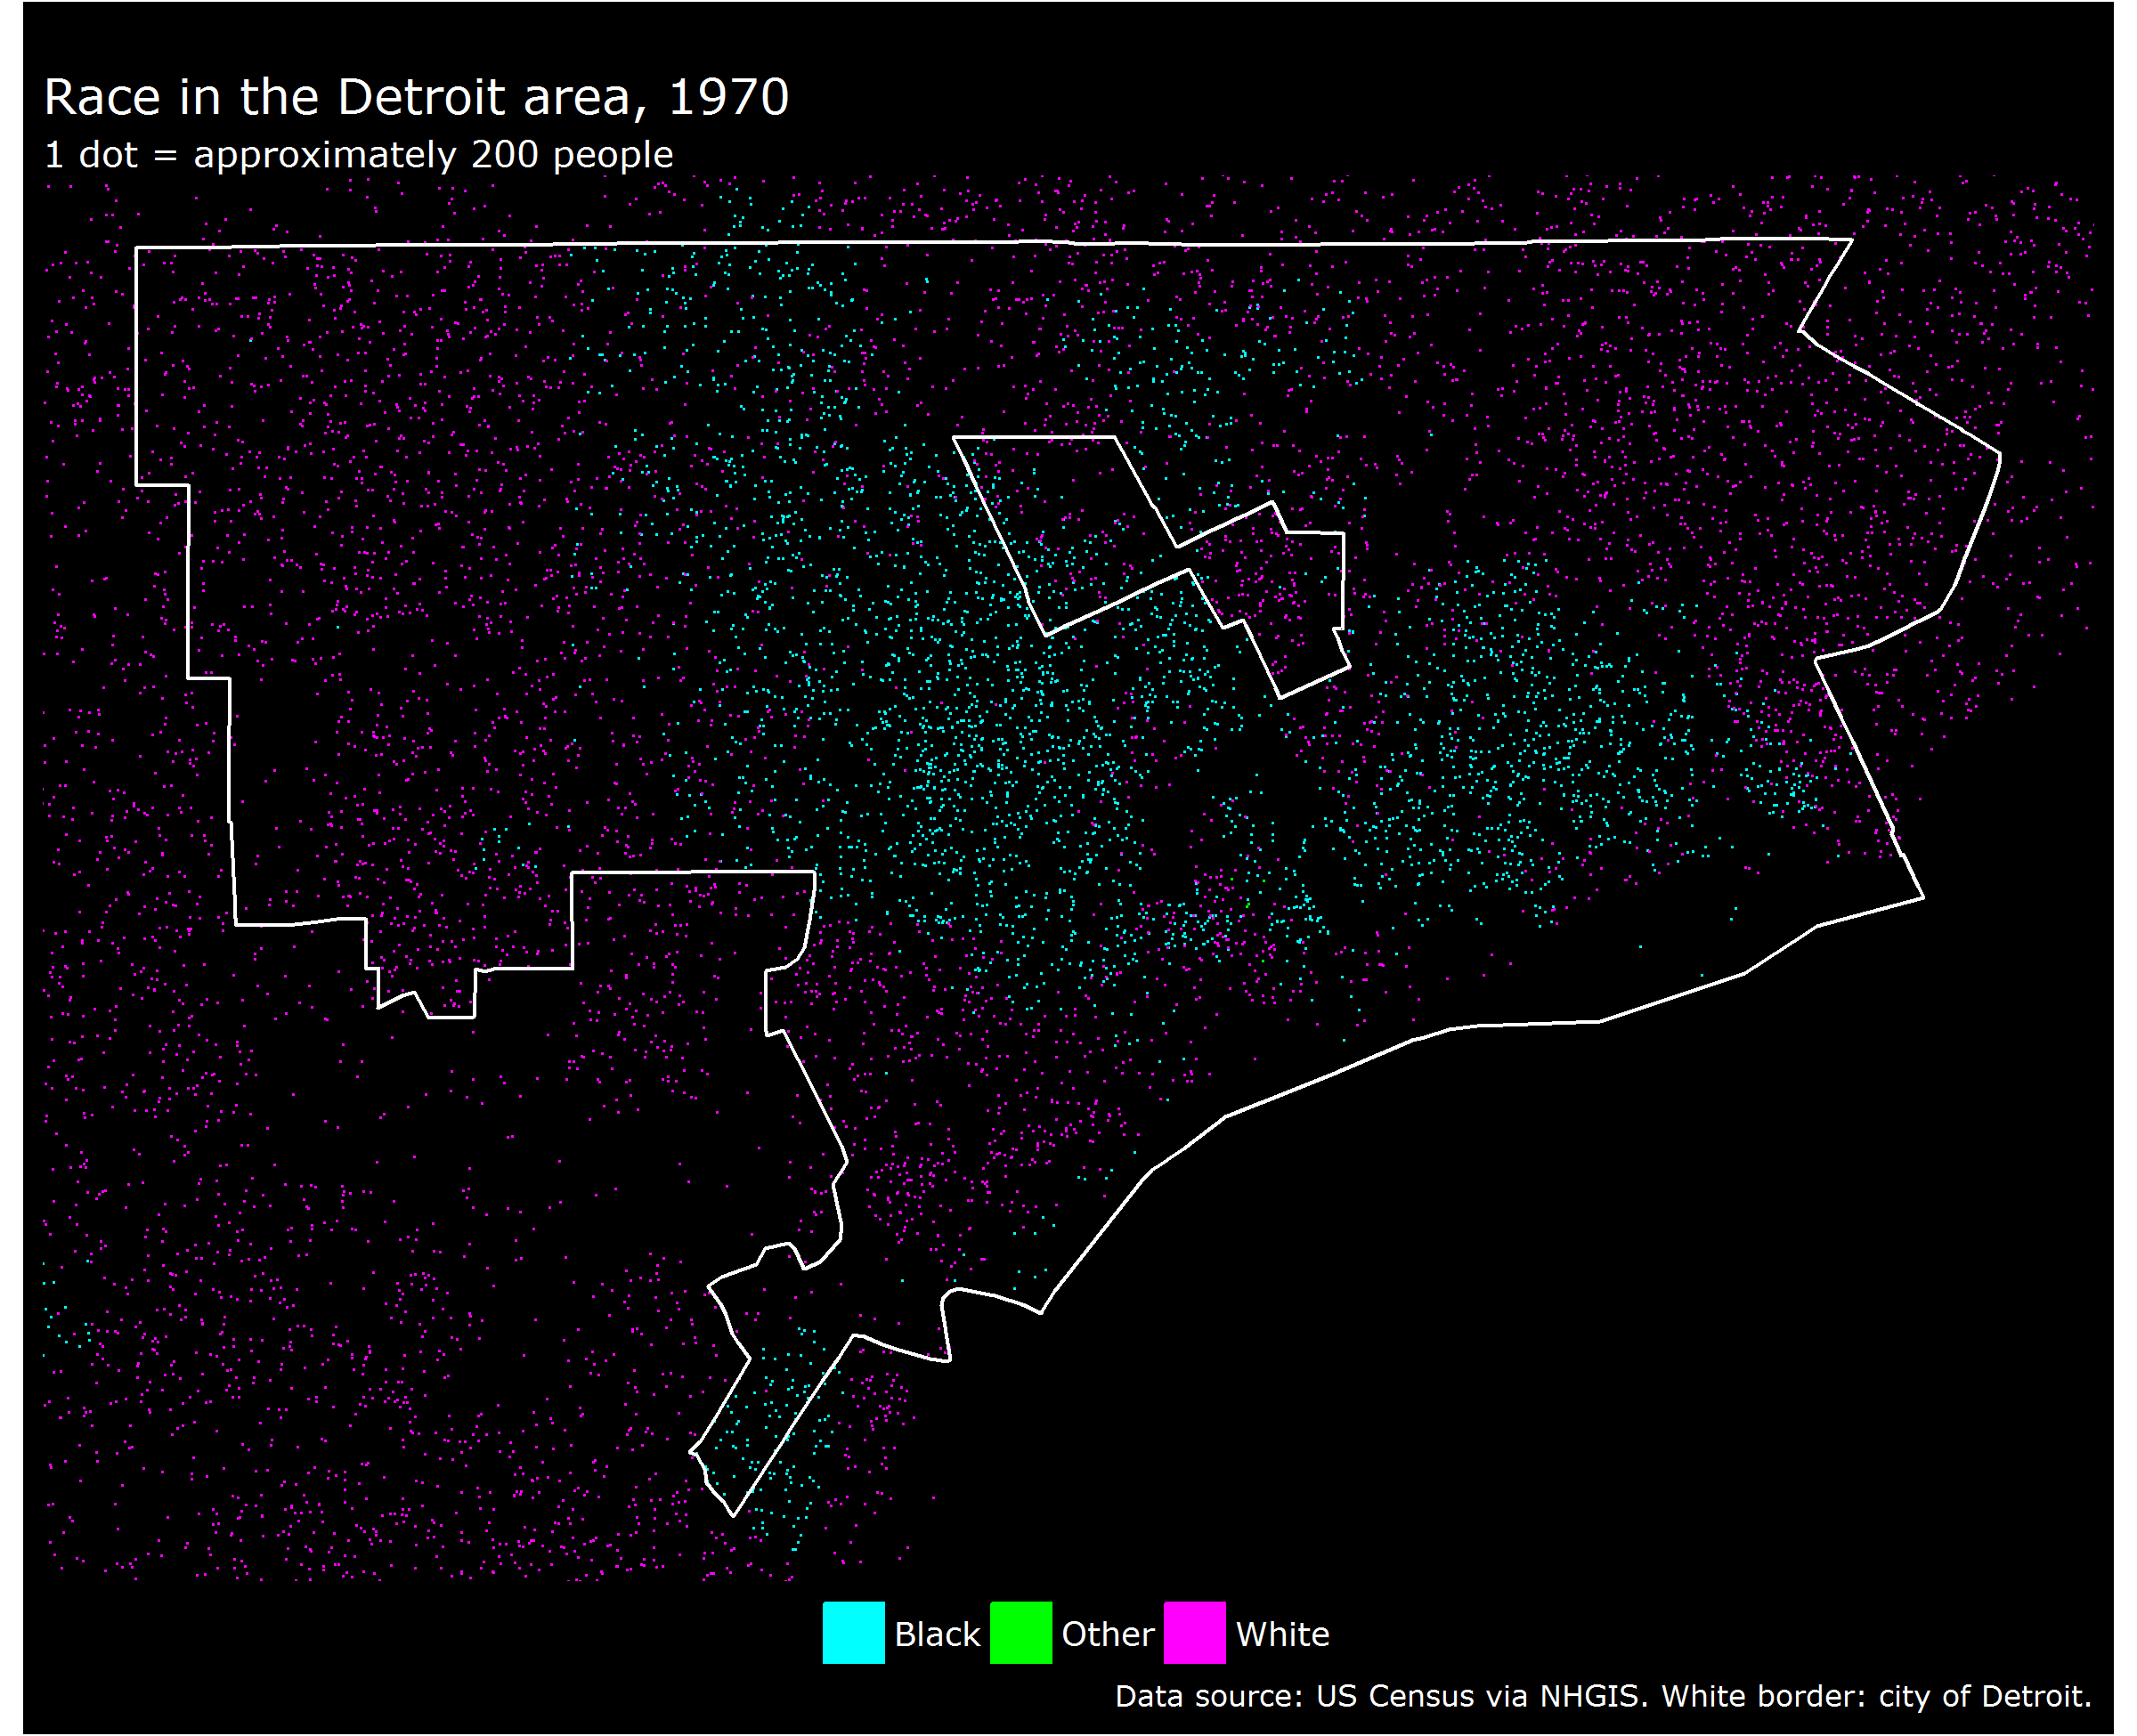 Race in the Detroit area, 1970
1 dot = approximately 200 people
Black Other White
Data source: US Census via NHGIS. White border: city of Detroit.